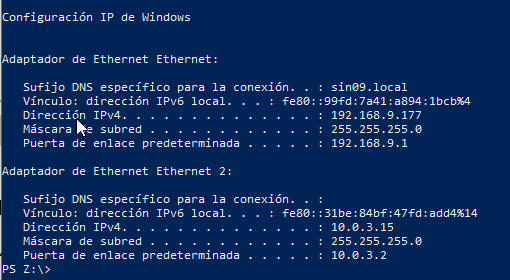 Configuración IP de Windows
Adaptador de Ethernet Ethernet:
Sufijo DNS específico para la conexión. . : sin09.local
Vínculo: dirección IPv6 local. . . : fe80::99fd:7a41:a894:1bcb%4
Dirección IPv4. . . . . . . . . . . . . . : 192.168.9.177
Máscara de subred . . . . . . . . . . . . : 255.255.255.0
Puerta de enlace predeterminada . . . . . : 192.168.9.1
Adaptador de Ethernet Ethernet 2:
Sufijo DNS específico para la conexión. . :
Vínculo: dirección IPv6 local. . . : fe80::31be:84bf:47fd:add4%14
Dirección IPv4. . . . . . . . . . . . . . : 10.0.3.15
Máscara de subred . . . . . . . . . . . . : 255.255.255.0
Puerta de enlace predeterminada . . . . . : 10.0.3.2
PS Z:\>